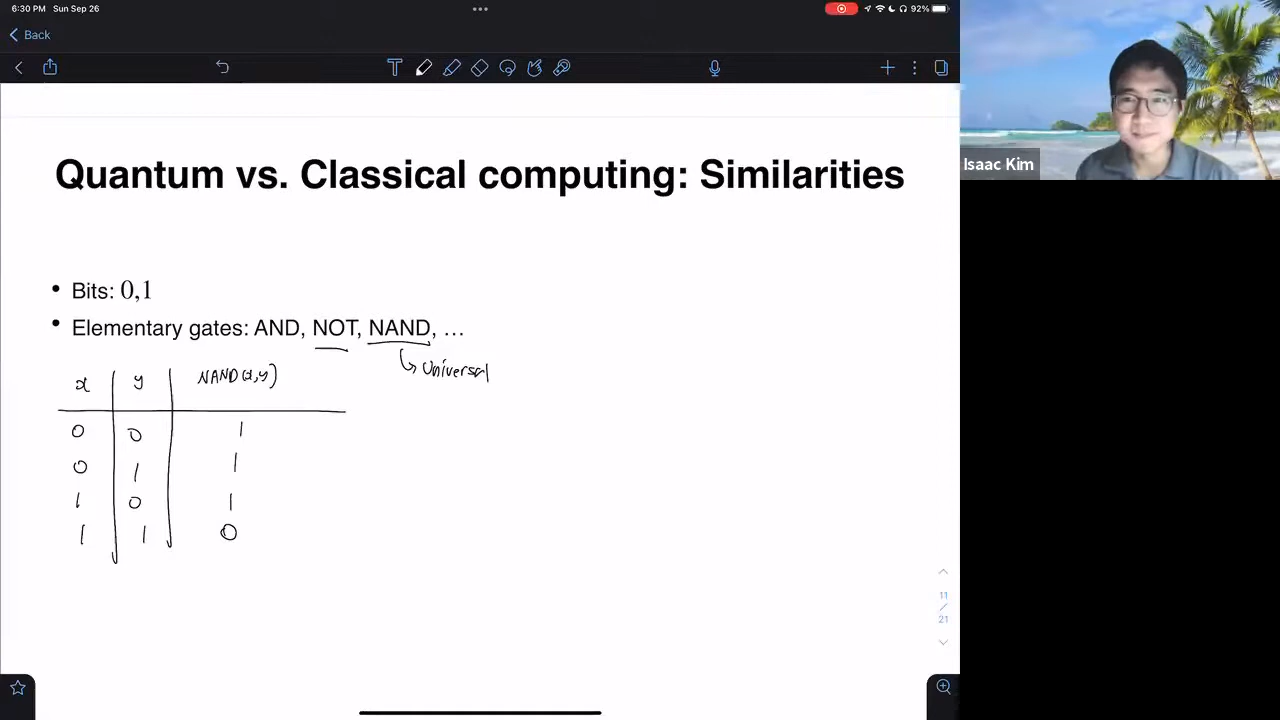 6:30 PM Sun Sep 26
92%
Back
Isaac Kim
Quantum vs. Classical computing: Similarities
• Bits: 0,1
• Elementary gates: AND, NOT, NAND, …
Universal
x y NAND(x,y)
0 0 1
0 1 1
1 0 1
1 1 0
11
/
21